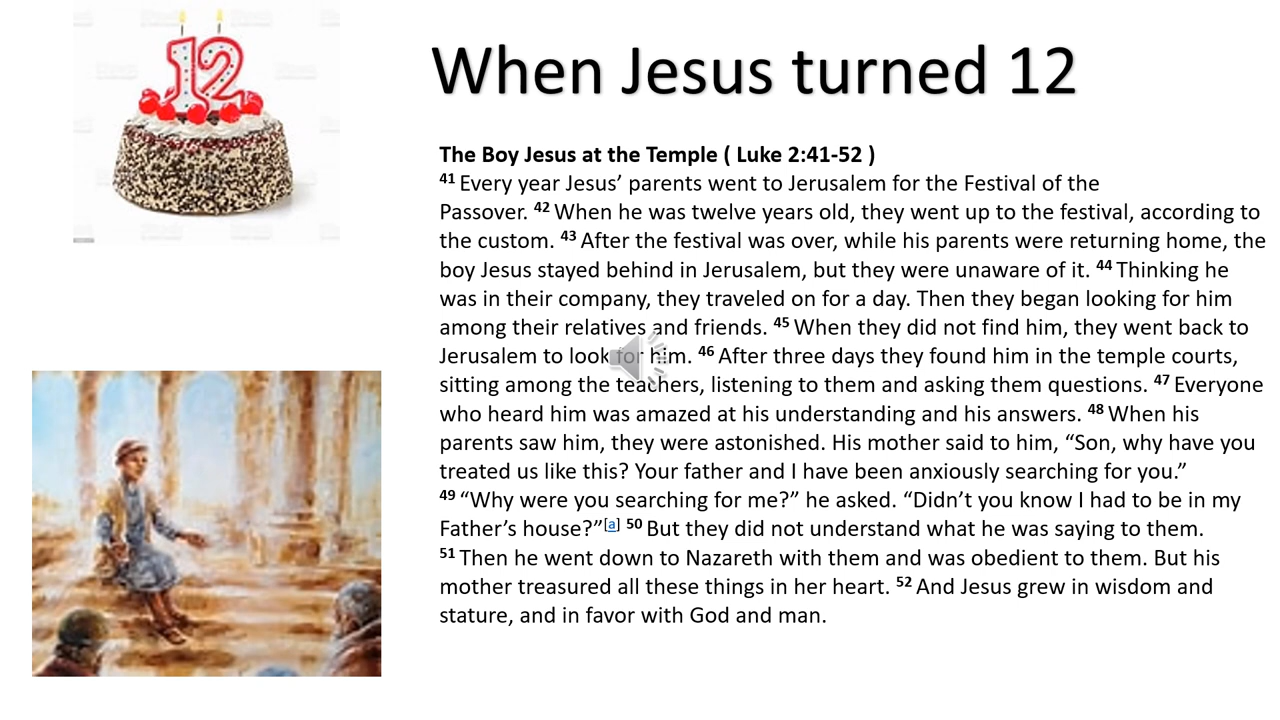 12
When Jesus turned 12
The Boy Jesus at the Temple ( Luke 2:41-52 )
41 Every year Jesus’ parents went to Jerusalem for the Festival of the
Passover. 42 When he was twelve years old, they went up to the festival, according to
the custom. 43 After the festival was over, while his parents were returning home, the
boy Jesus stayed behind in Jerusalem, but they were unaware of it. 44 Thinking he
was in their company, they traveled on for a day. Then they began looking for him
among their relatives and friends. 45 When they did not find him, they went back to
Jerusalem to look for him. 46 After three days they found him in the temple courts,
sitting among the teachers, listening to them and asking them questions. 47 Everyone
who heard him was amazed at his understanding and his answers. 48 When his
parents saw him, they were astonished. His mother said to him, “Son, why have you
treated us like this? Your father and I have been anxiously searching for you.”
49 “Why were you searching for me?” he asked. “Didn’t you know I had to be in my
Father’s house?”[a] 50 But they did not understand what he was saying to them.
51 Then he went down to Nazareth with them and was obedient to them. But his
mother treasured all these things in her heart. 52 And Jesus grew in wisdom and
stature, and in favor with God and man.